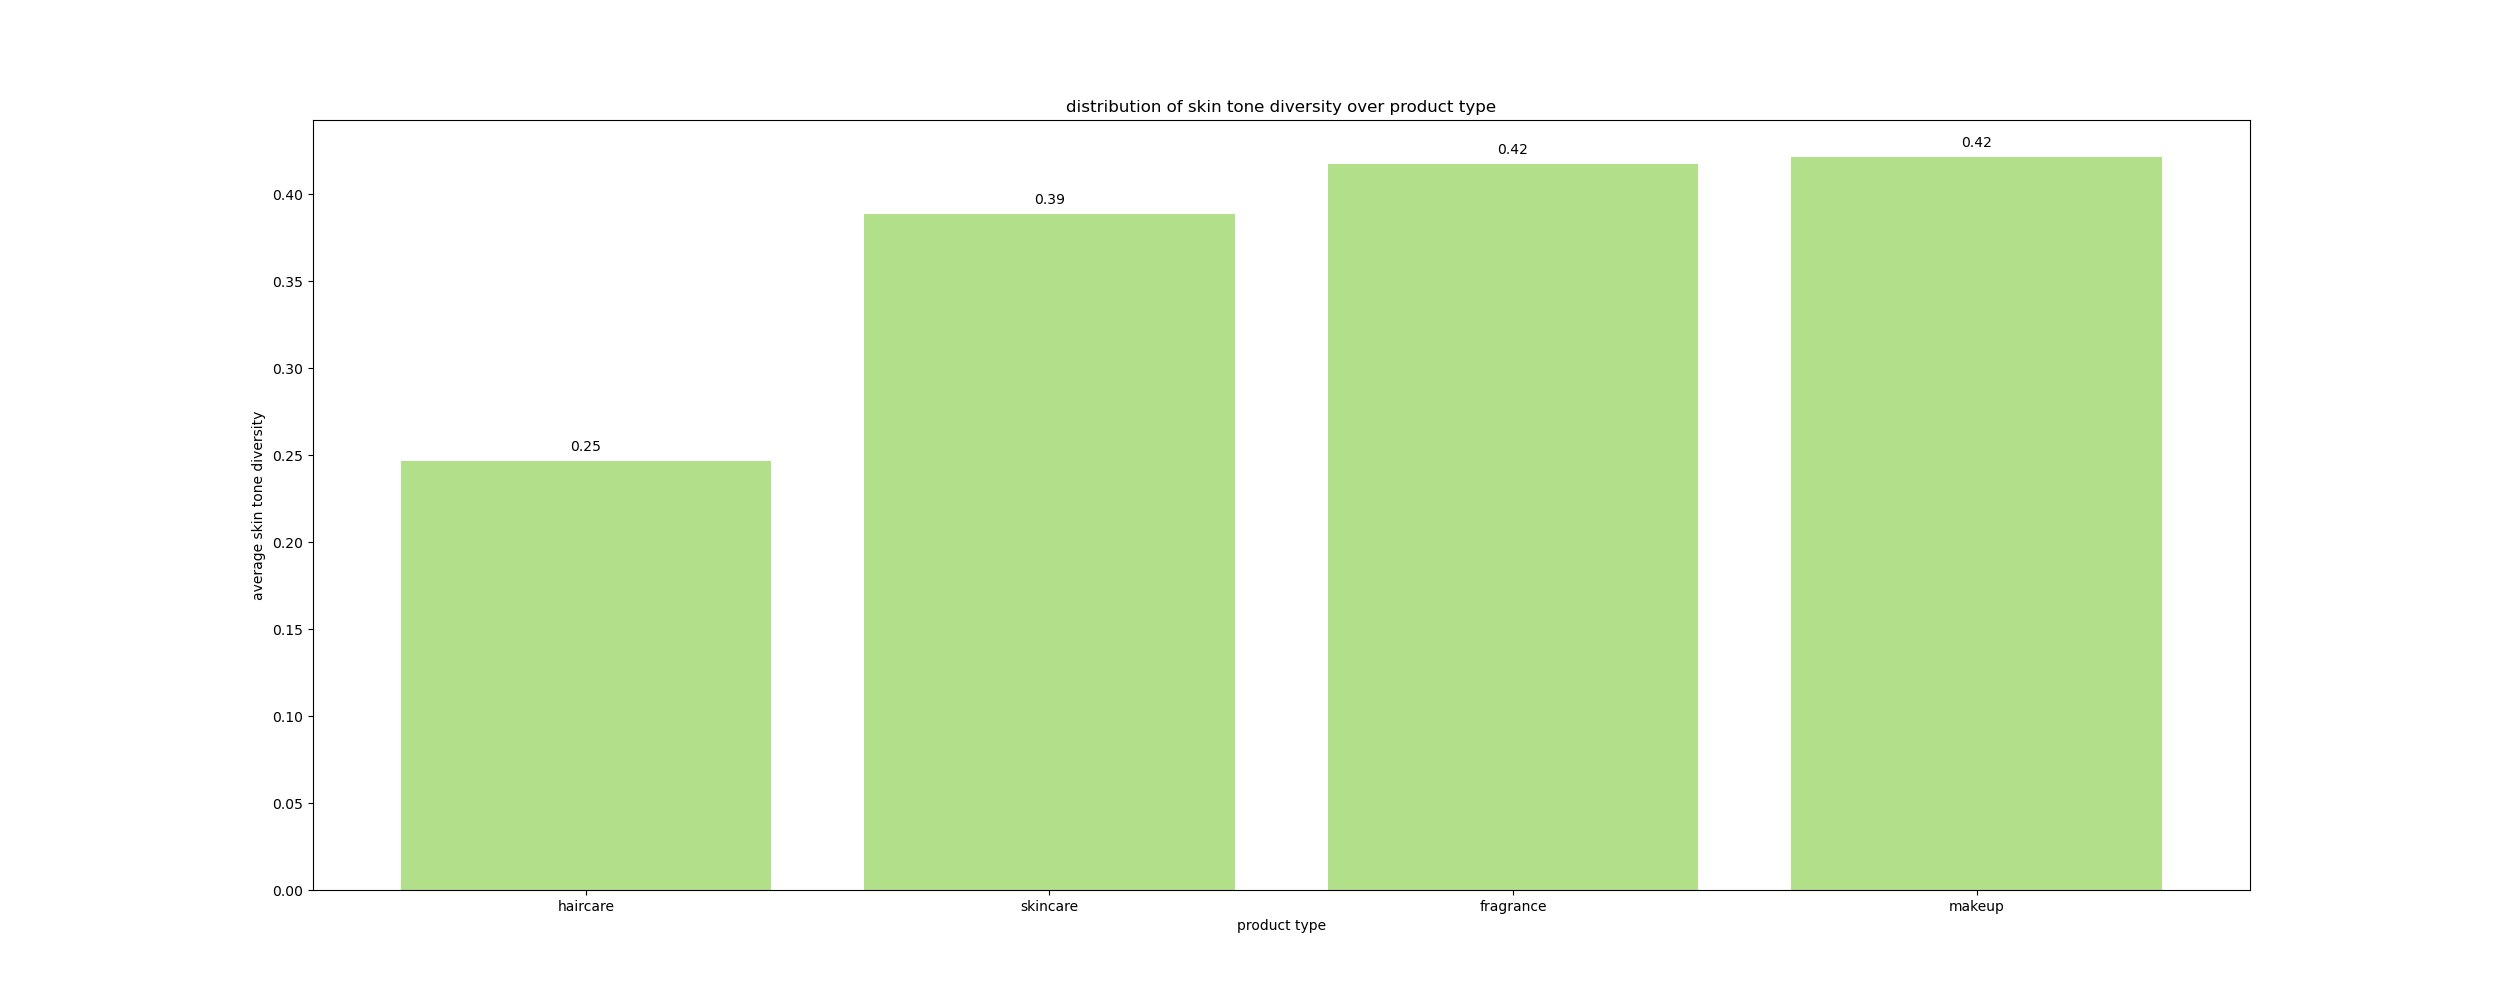 distribution of skin tone diversity over product type
average skin tone diversity
0.40
0.35
0.30
0.25
0.20
0.15
0.10
0.05
0.00
0.25
0.39
0.42
0.42
haircare
skincare
fragrance
makeup
product type